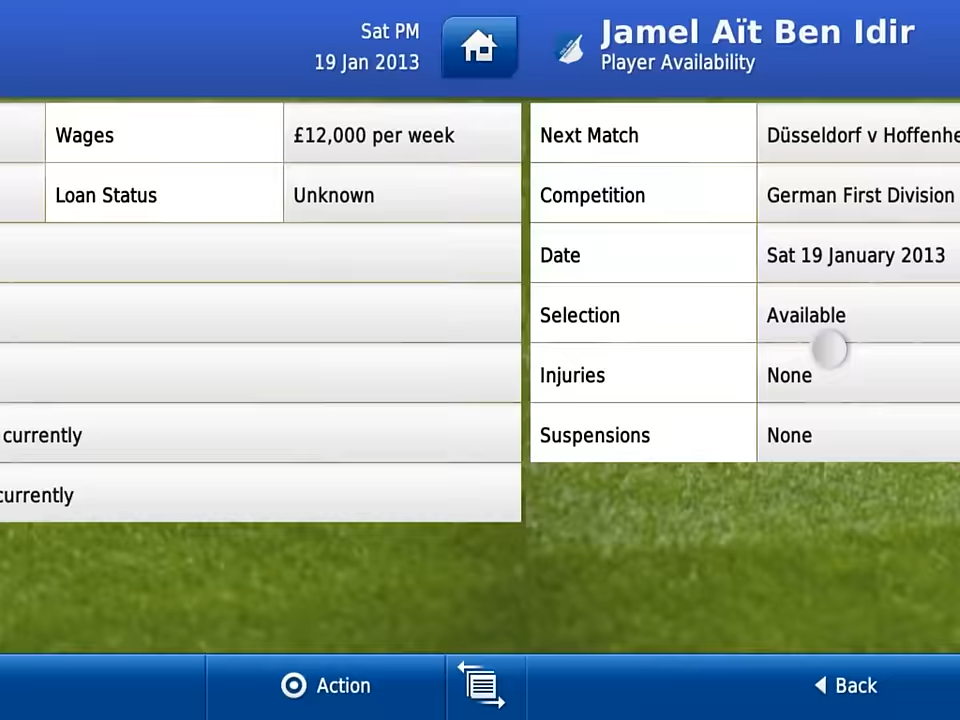 Sat PM
19 Jan 2013
Jamel Aït Ben Idir
Player Availability
Wages £12,000 per week
Loan Status Unknown
currently
currently
Next Match Düsseldorf v Hoffenhe
Competition German First Division
Date Sat 19 January 2013
Selection Available
Injuries None
Suspensions None
Action
Back